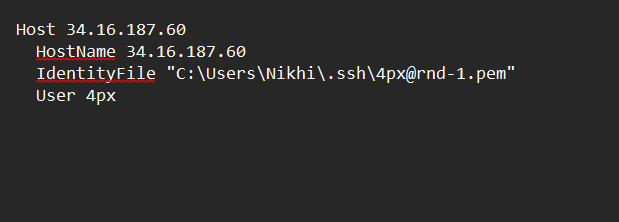 Host 34.16.187.60
HostName 34.16.187.60
IdentityFile "C:\Users\Nikhi\.ssh\4px@rnd-1.pem"
User 4px